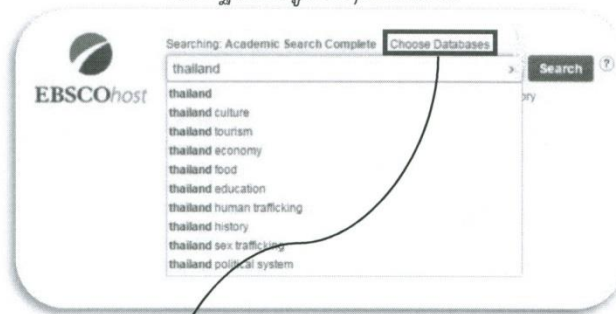 Searching: Academic Search Complete Choose Databases
thailand > Search ?
EBSCOhost
thailand
thailand culture
thailand tourism
thailand economy
thailand food
thailand education
thailand human trafficking
thailand history
thailand sex trafficking
thailand political system